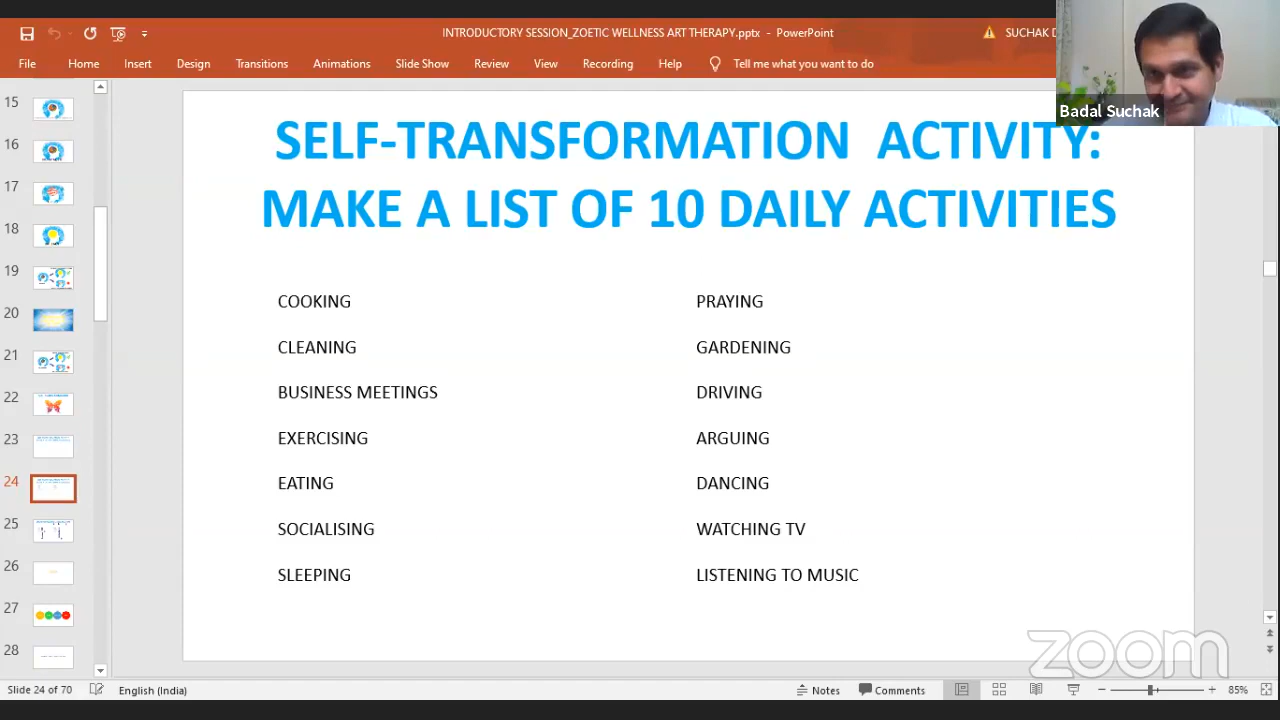 INTRODUCTORY SESSION_ZOETIC WELLNESS ART THERAPY.pptx - PowerPoint
SUCHAK D
File Home Insert Design Transitions Animations Slide Show Review View Recording Help Tell me what you want to do
Badal Suchak
15
16
17
18
19
20
21
22
23
24
25
26
27
28
SELF-TRANSFORMATION ACTIVITY:
MAKE A LIST OF 10 DAILY ACTIVITIES
COOKING
CLEANING
BUSINESS MEETINGS
EXERCISING
EATING
SOCIALISING
SLEEPING
PRAYING
GARDENING
DRIVING
ARGUING
DANCING
WATCHING TV
LISTENING TO MUSIC
zoom
Slide 24 of 70 English (India) Notes Comments 85%